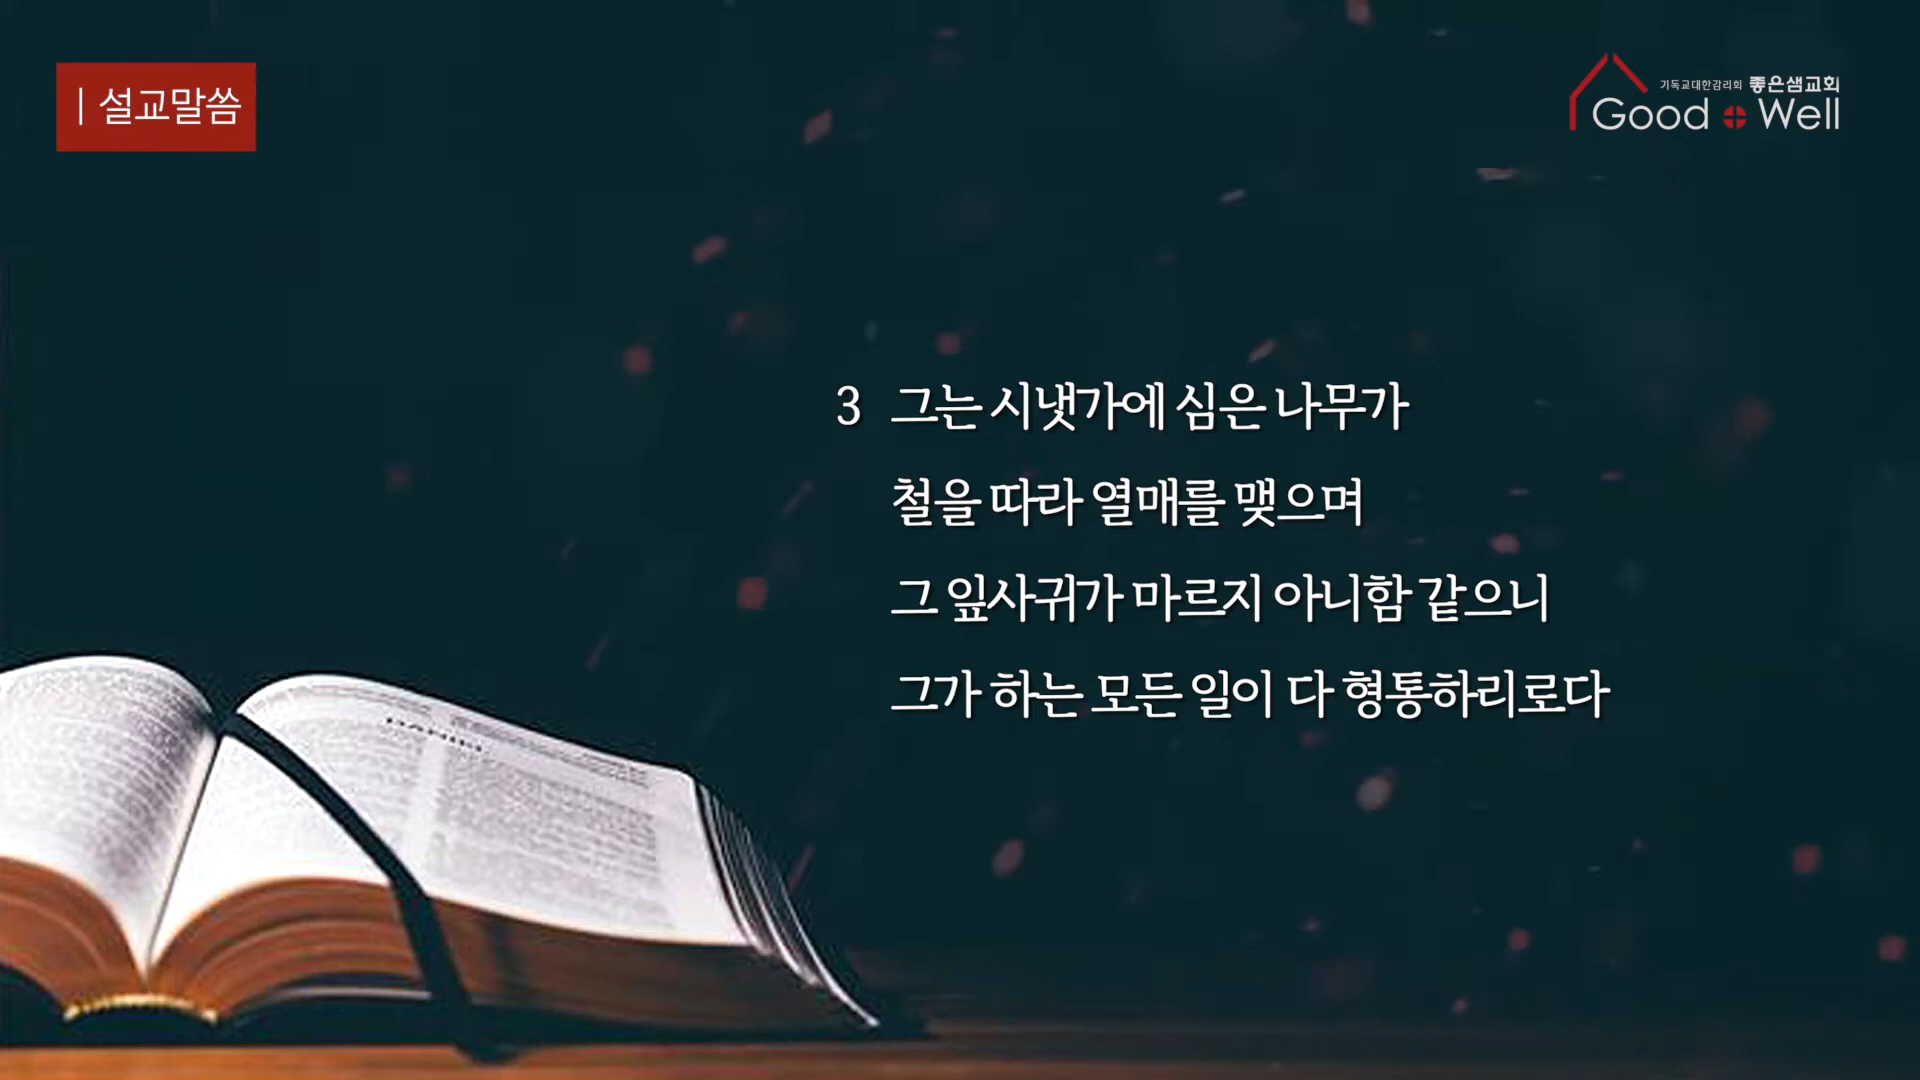 | 설교말씀
기독교대한감리회 좋은샘교회
Good Well
3 그는 시냇가에 심은 나무가
철을 따라 열매를 맺으며
그 잎사귀가 마르지 아니함 같으니
그가 하는 모든 일이 다 형통하리로다
DANIEL